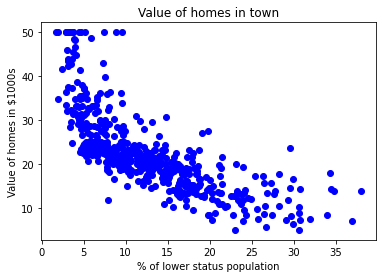 Value of homes in town
50
40
30
20
10
Value of homes in $1000s
0 5 10 15 20 25 30 35
% of lower status population